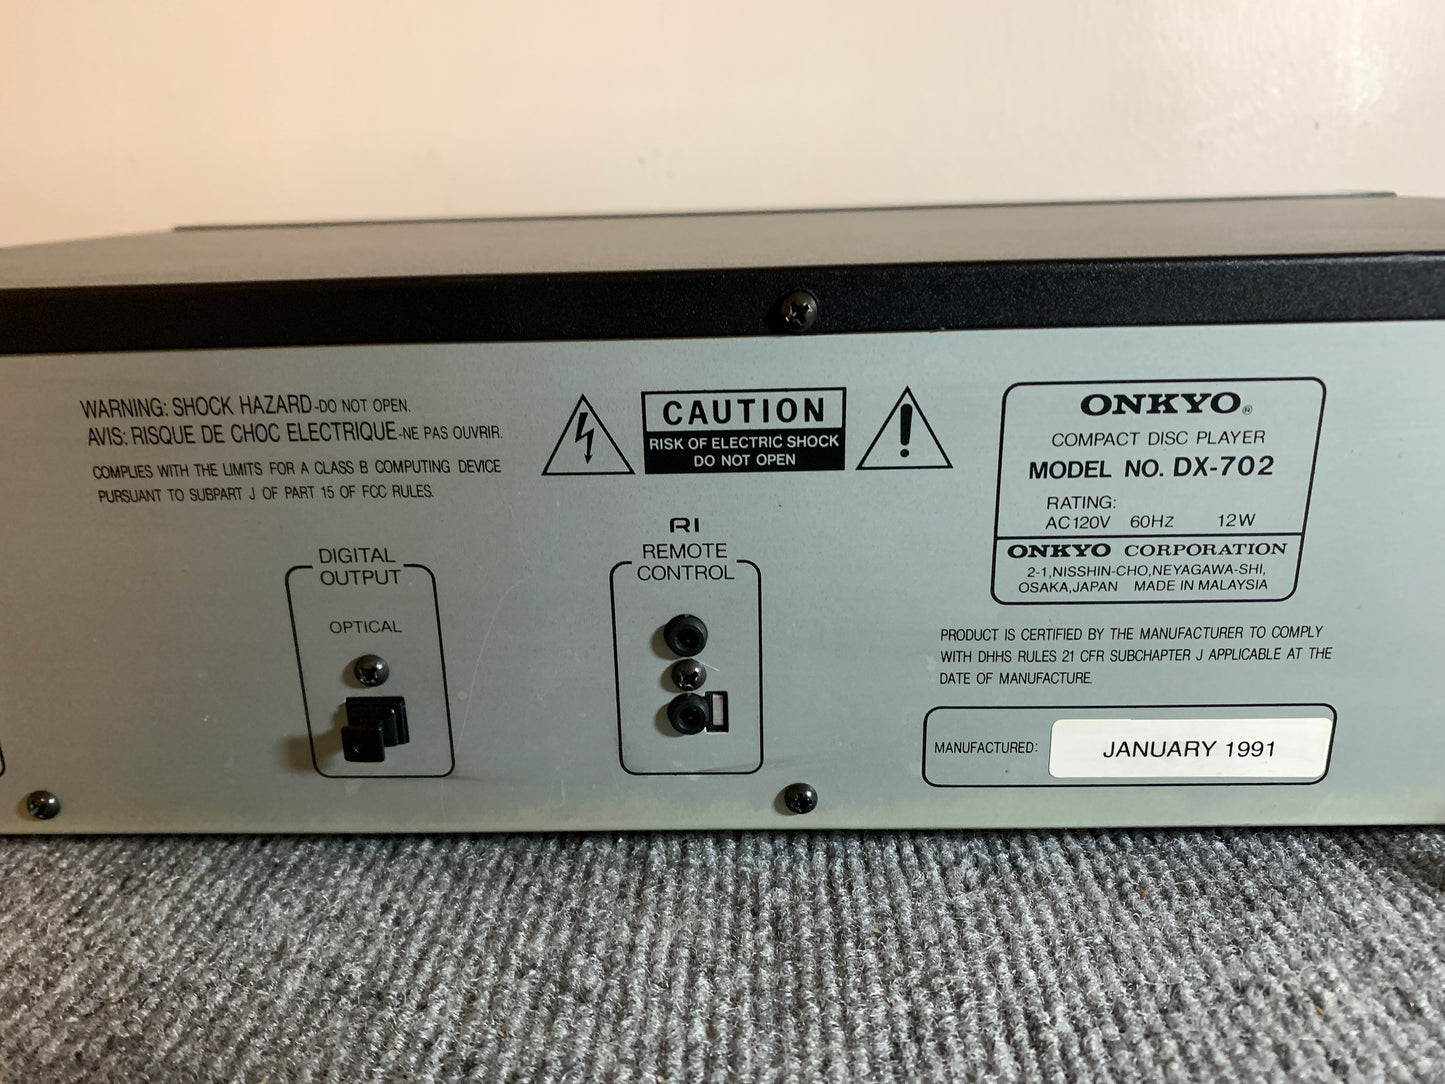 WARNING: SHOCK HAZARD-DO NOT OPEN.
AVIS: RISQUE DE CHOC ELECTRIQUE-NE PAS OUVRIR.
COMPLIES WITH THE LIMITS FOR A CLASS B COMPUTING DEVICE
PURSUANT TO SUBPART J OF PART 15 OF FCC RULES.
CAUTION
RISK OF ELECTRIC SHOCK
DO NOT OPEN
ONKYO®
COMPACT DISC PLAYER
MODEL NO. DX-702
RATING:
AC120V 60HZ 12W
ONKYO CORPORATION
2-1,NISSHIN-CHO,NEYAGAWA-SHI,
OSAKA,JAPAN MADE IN MALAYSIA
DIGITAL
OUTPUT
OPTICAL
RI
REMOTE
CONTROL
PRODUCT IS CERTIFIED BY THE MANUFACTURER TO COMPLY
WITH DHHS RULES 21 CFR SUBCHAPTER J APPLICABLE AT THE
DATE OF MANUFACTURE.
MANUFACTURED:
JANUARY 1991